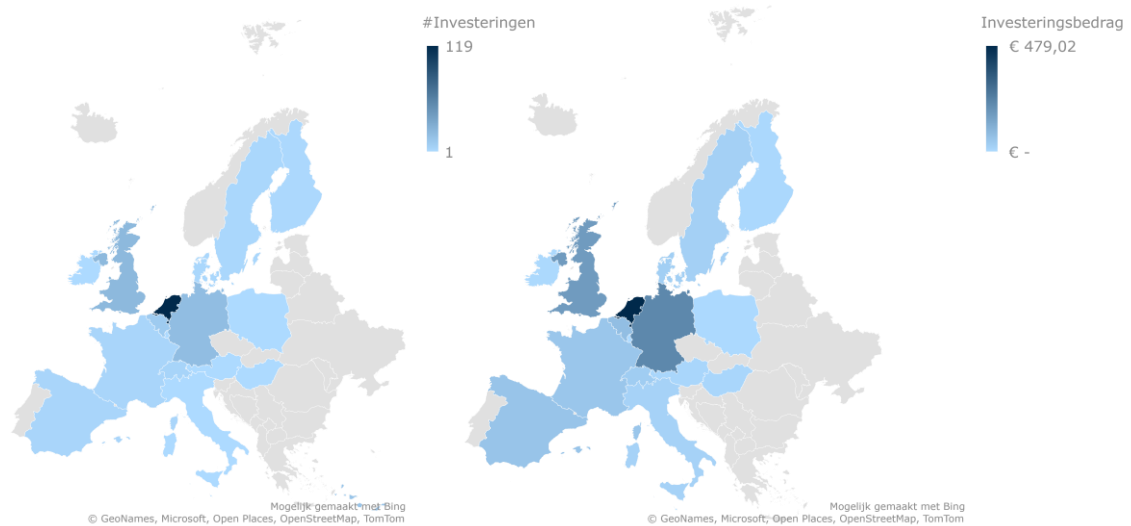 #Investeringen
119
1
Mogelijk gemaakt met Bing
© GeoNames, Microsoft, Open Places, OpenStreetMap, TomTom
Investeringsbedrag
€ 479,02
€ -
Mogelijk gemaakt met Bing
© GeoNames, Microsoft, Open Places, OpenStreetMap, TomTom